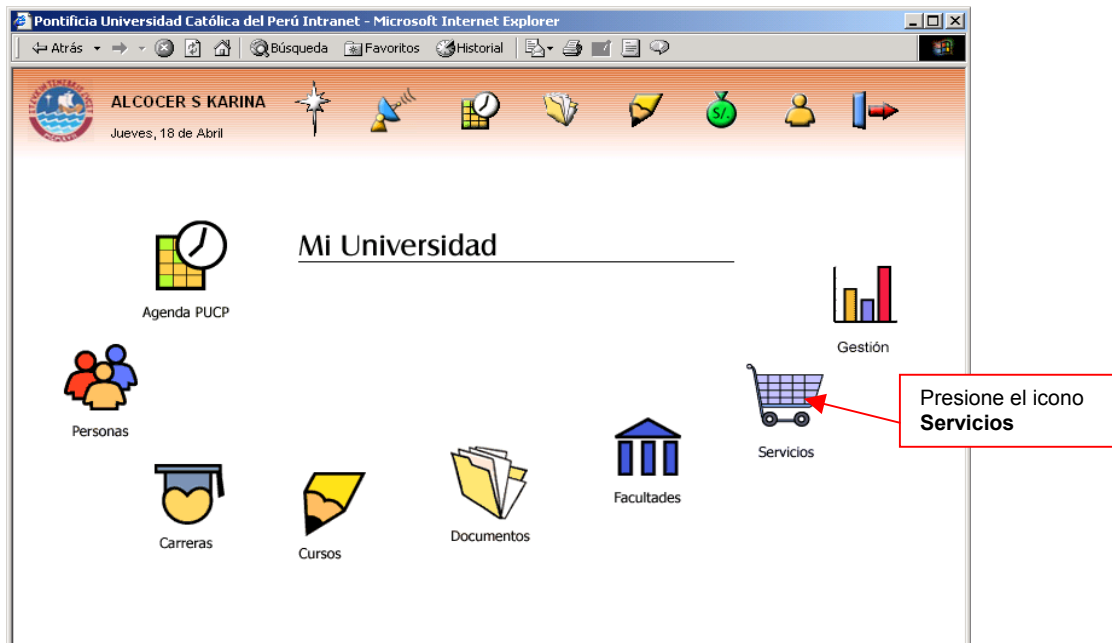 Pontificia Universidad Católica del Perú Intranet - Microsoft Internet Explorer
Atrás Búsqueda Favoritos Historial
ALCOCER S KARINA
Jueves, 18 de Abril
S/.
Mi Universidad
Agenda PUCP
Gestión
Presione el icono
Servicios
Personas
Servicios
Facultades
Documentos
Carreras
Cursos